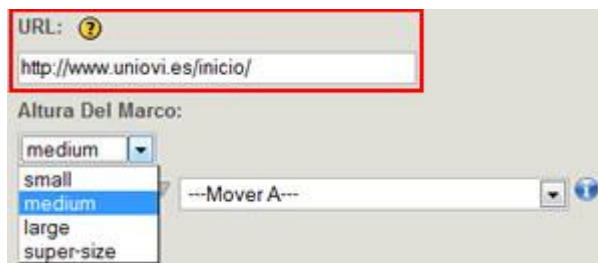 URL:
http://www.uniovi.es/inicio/
Altura Del Marco:
medium
small
medium
---Mover A---
large
super-size